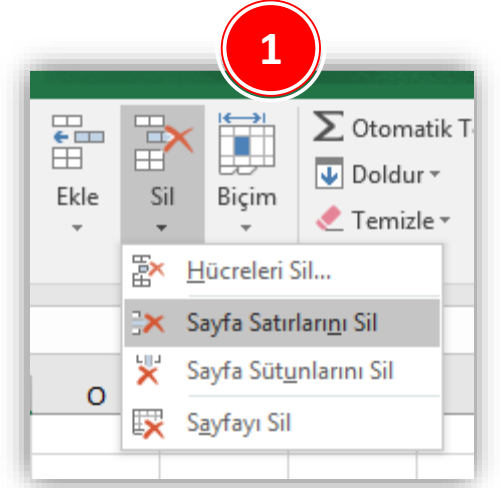 1
Otomatik T
Doldur
Temizle
Ekle
Sil
Biçim
Hücreleri Sil...
Sayfa Satırlarını Sil
Sayfa Sütunlarını Sil
Sayfayı Sil
O